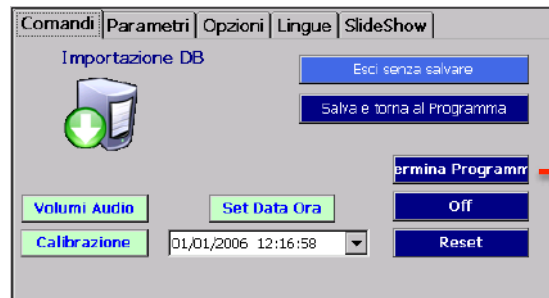 Comandi Parametri Opzioni Lingue SlideShow
Importazione DB
Esci senza salvare
Salva e torna al Programma
ermina Programm
Volumi Audio Set Data Ora Off
Calibrazione 01/01/2006 12:16:58 Reset